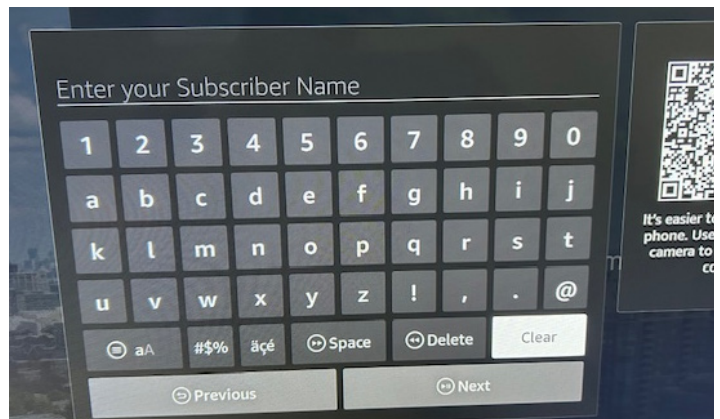 Enter your Subscriber Name
1 2 3 4 5 6 7 8 9 0
a b c d e f g h i j
k l m n o p q r s t
u v w x y z ! , . @
aA #$% äçé Space Delete Clear
Previous Next
It's easier
phone. Use
camera to